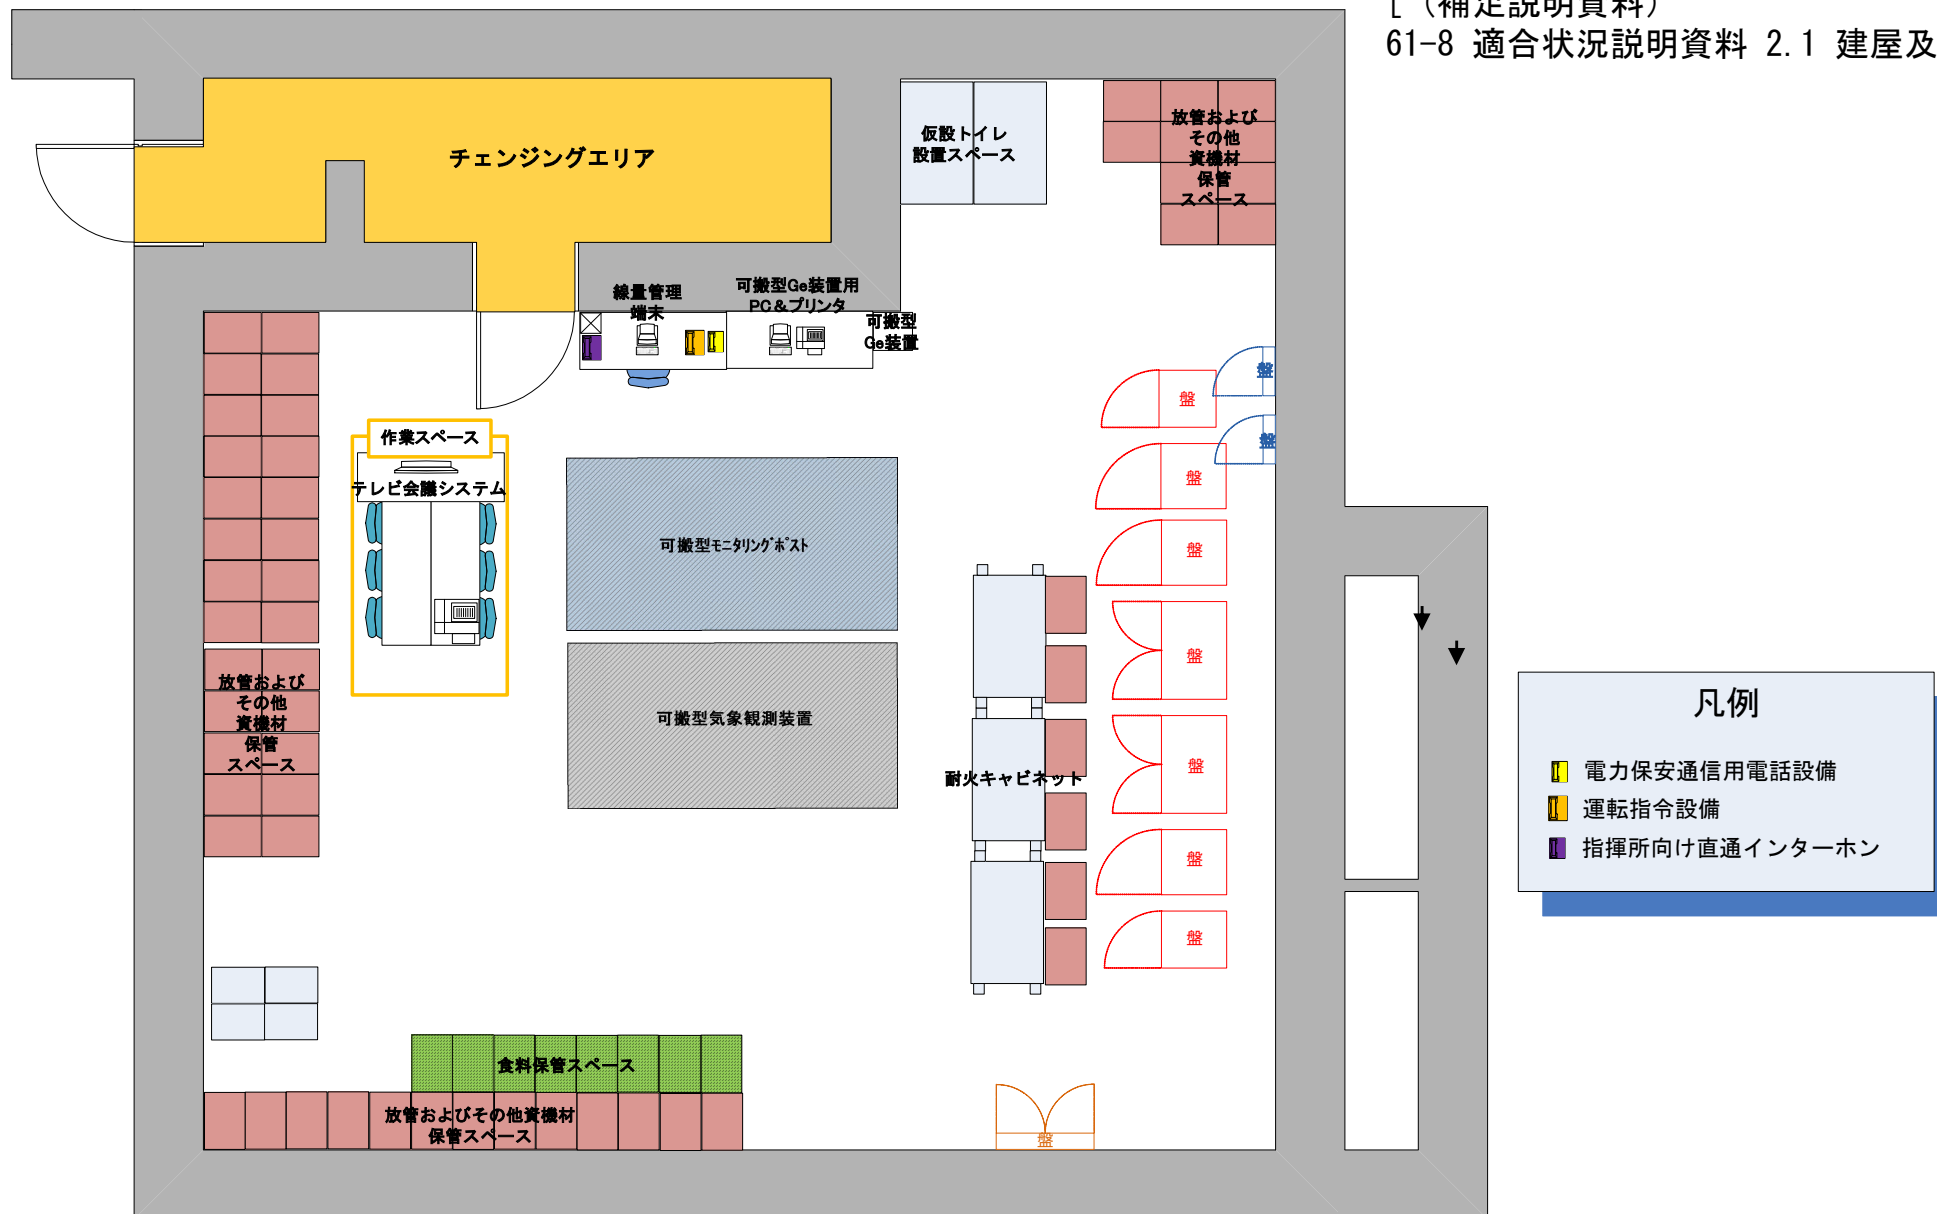 [（補足説明資料）
61-8 適合状況説明資料 2.1 建屋及
チェンジングエリア
仮設トイレ
設置スペース
放管および
その他
資機材
保管
スペース
線量管理
端末
可搬型Ge装置用
PC＆プリンタ
可搬型
Ge装置
盤
盤
盤
盤
作業スペース
テレビ会議システム
盤
可搬型ﾓﾆﾀﾘﾝｸﾞﾎﾟｽﾄ
盤
盤
盤
盤
盤
放管および
その他
資機材
保管
スペース
可搬型気象観測装置
耐火キャビネット
凡例
電力保安通信用電話設備
運転指令設備
指揮所向け直通インターホン
食料保管スペース
放管およびその他資機材
保管スペース
盤